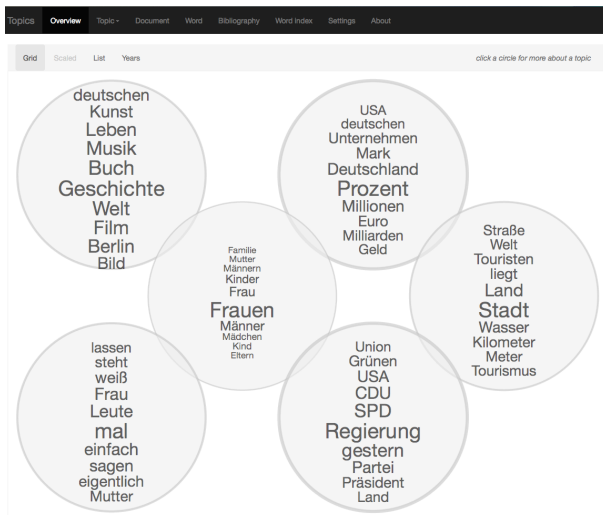 Topics Overview Topic Document Word Bibliography Word Index Settings About
Grid Scaled List Years click a circle for more about a topic
deutschen
Kunst
Leben
Musik
Buch
Geschichte
Welt
Film
Berlin
Bild
USA
deutschen
Unternehmen
Mark
Deutschland
Prozent
Millionen
Euro
Milliarden
Geld
Familie
Mutter
Männern
Kinder
Frau
Frauen
Männer
Mädchen
Kind
Eltern
Straße
Welt
Touristen
liegt
Land
Stadt
Wasser
Kilometer
Meter
Tourismus
lassen
steht
weiß
Frau
Leute
mal
einfach
sagen
eigentlich
Mutter
Union
Grünen
USA
CDU
SPD
Regierung
gestern
Partei
Präsident
Land